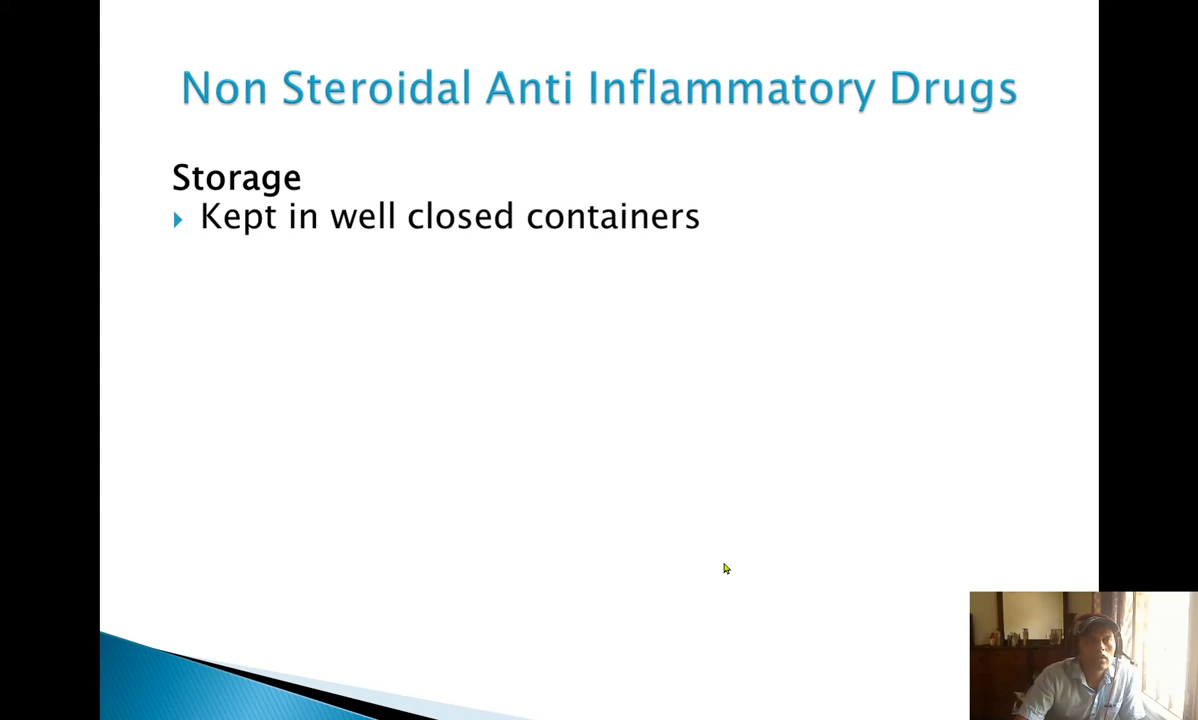 Non Steroidal Anti Inflammatory Drugs
Storage
Kept in well closed containers